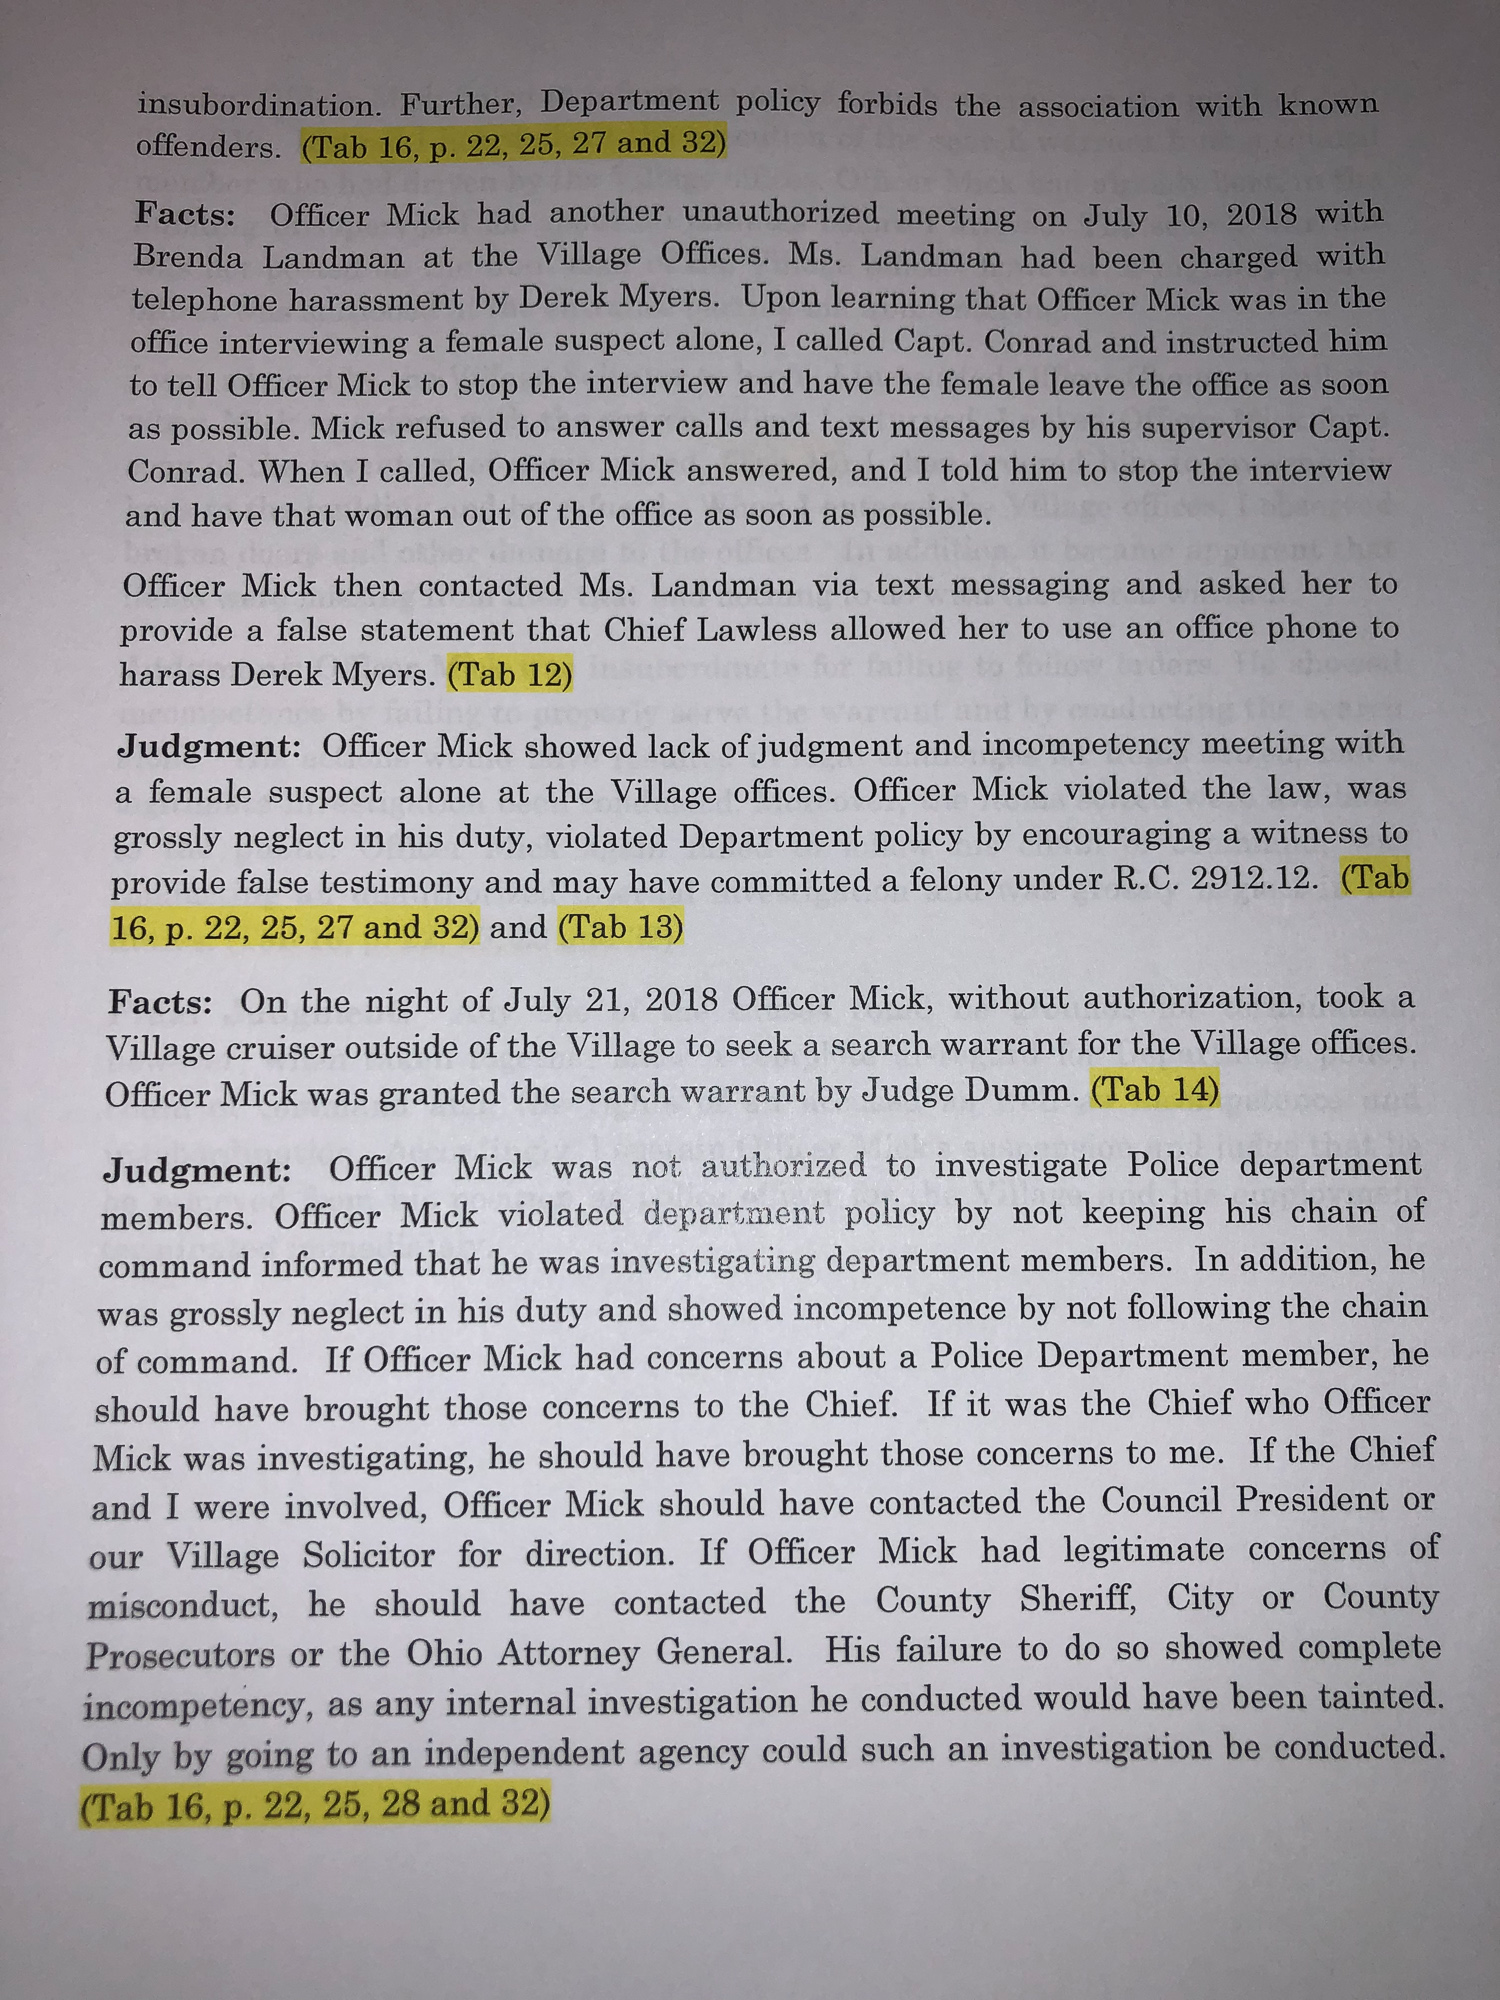 insubordination. Further, Department policy forbids the association with known
offenders. (Tab 16, p. 22, 25, 27 and 32)
Facts: Officer Mick had another unauthorized meeting on July 10, 2018 with
Brenda Landman at the Village Offices. Ms. Landman had been charged with
telephone harassment by Derek Myers. Upon learning that Officer Mick was in the
office interviewing a female suspect alone, I called Capt. Conrad and instructed him
to tell Officer Mick to stop the interview and have the female leave the office as soon
as possible. Mick refused to answer calls and text messages by his supervisor Capt.
Conrad. When I called, Officer Mick answered, and I told him to stop the interview
and have that woman out of the office as soon as possible.
Officer Mick then contacted Ms. Landman via text messaging and asked her to
provide a false statement that Chief Lawless allowed her to use an office phone to
harass Derek Myers. (Tab 12)
Judgment: Officer Mick showed lack of judgment and incompetency meeting with
a female suspect alone at the Village offices. Officer Mick violated the law, was
grossly neglect in his duty, violated Department policy by encouraging a witness to
provide false testimony and may have committed a felony under R.C. 2912.12. (Tab
16, p. 22, 25, 27 and 32) and (Tab 13)
Facts: On the night of July 21, 2018 Officer Mick, without authorization, took a
Village cruiser outside of the Village to seek a search warrant for the Village offices.
Officer Mick was granted the search warrant by Judge Dumm. (Tab 14)
Judgment: Officer Mick was not authorized to investigate Police department
members. Officer Mick violated department policy by not keeping his chain of
command informed that he was investigating department members. In addition, he
was grossly neglect in his duty and showed incompetence by not following the chain
of command. If Officer Mick had concerns about a Police Department member, he
should have brought those concerns to the Chief. If it was the Chief who Officer
Mick was investigating, he should have brought those concerns to me. If the Chief
and I were involved, Officer Mick should have contacted the Council President or
our Village Solicitor for direction. If Officer Mick had legitimate concerns of
misconduct, he should have contacted the County Sheriff, City or County
Prosecutors or the Ohio Attorney General. His failure to do so showed complete
incompetency, as any internal investigation he conducted would have been tainted.
Only by going to an independent agency could such an investigation be conducted.
(Tab 16, p. 22, 25, 28 and 32)